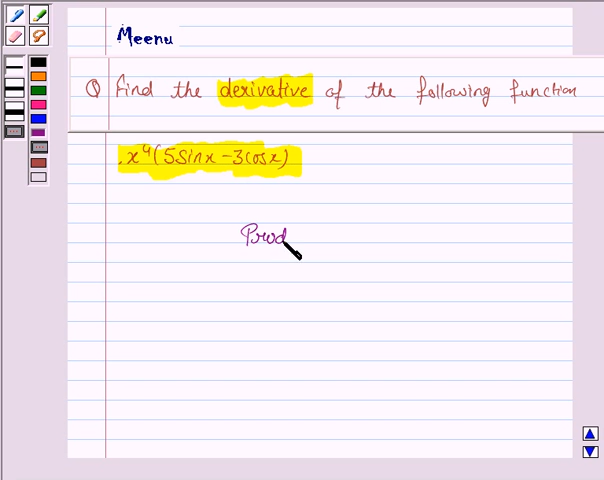 Meenu
Q Find the derivative of the following function
.x⁴(5sinx-3cosx)
Prod